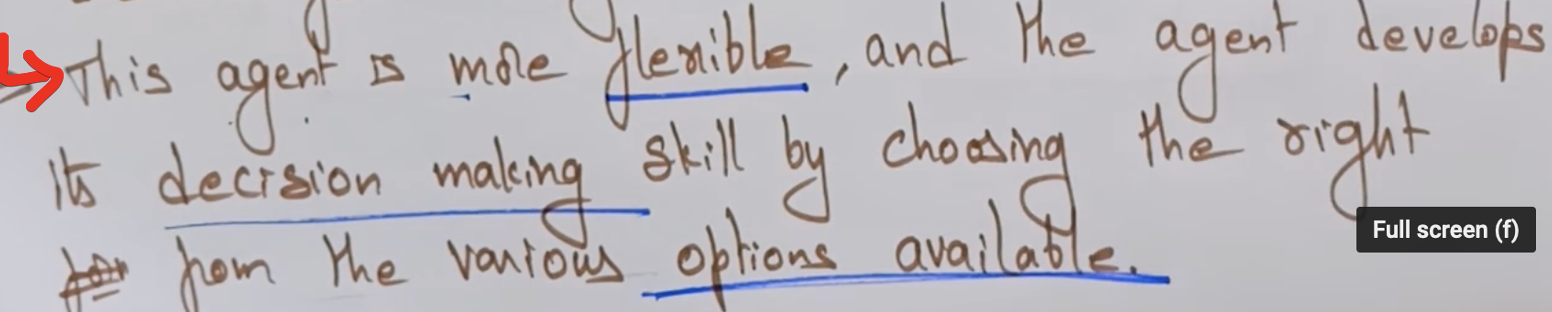 This agent is more flexible, and the agent develops
its decision making skill by choosing the right
Full screen (f)
from the various options available.